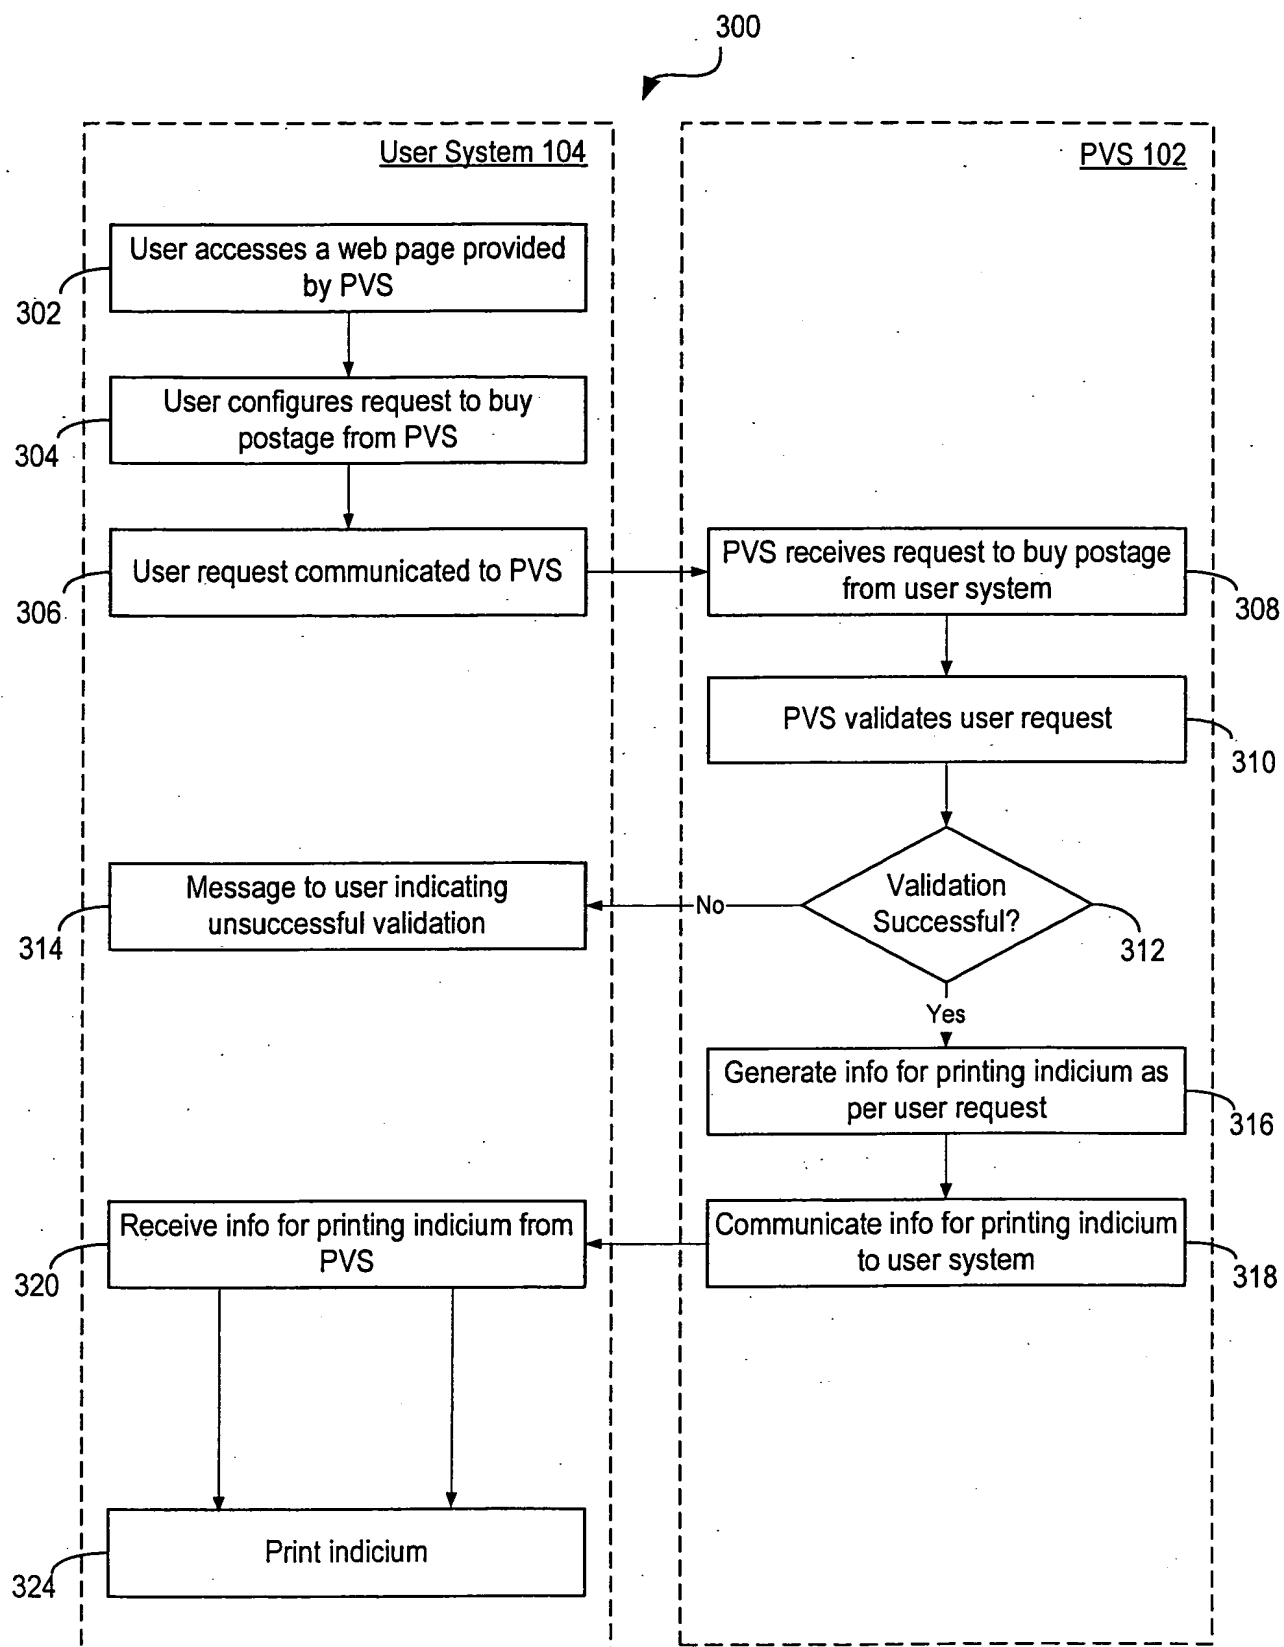 300
User System 104
PVS 102
User accesses a web page provided
by PVS
302
User configures request to buy
postage from PVS
304
User request communicated to PVS
306
PVS receives request to buy postage
from user system
308
PVS validates user request
310
Validation
Successful?
312
No
Message to user indicating
unsuccessful validation
314
Yes
Generate info for printing indicium as
per user request
316
Communicate info for printing indicium
to user system
318
Receive info for printing indicium from
PVS
320
Print indicium
324